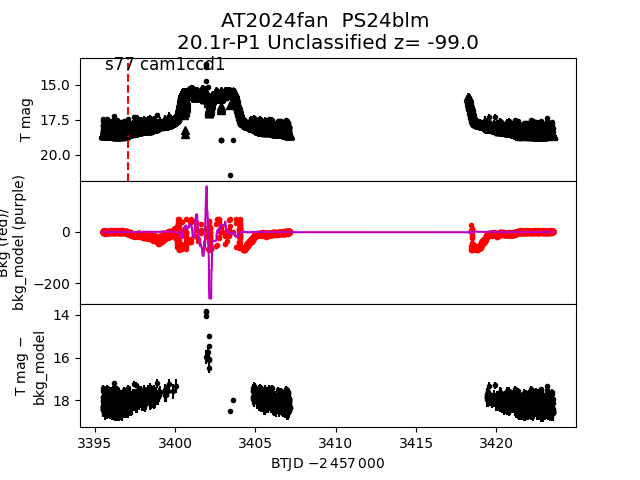 AT2024fan  PS24blm
20.1r-P1 Unclassified z= -99.0
s77 cam1ccd1
15.0
17.5
20.0
T mag
0
−200
Bkg (red)/
bkg_model (purple)
14
16
18
T mag −
bkg_model
3395 3400 3405 3410 3415 3420
BTJD −2 457 000